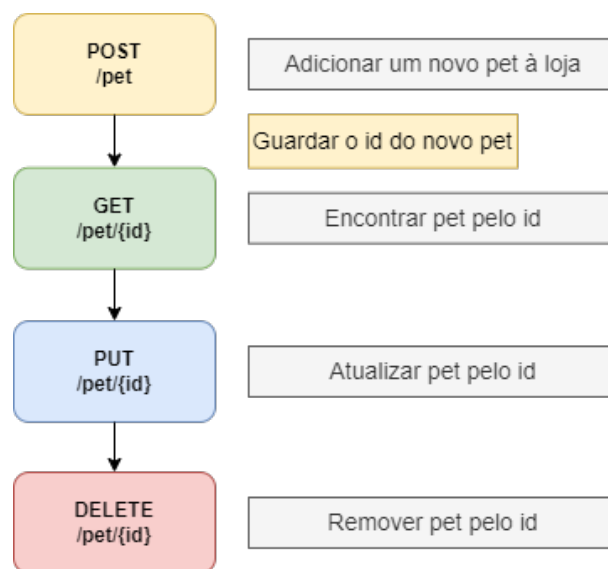 POST
/pet
Adicionar um novo pet à loja
Guardar o id do novo pet
GET
/pet/{id}
Encontrar pet pelo id
PUT
/pet/{id}
Atualizar pet pelo id
DELETE
/pet/{id}
Remover pet pelo id